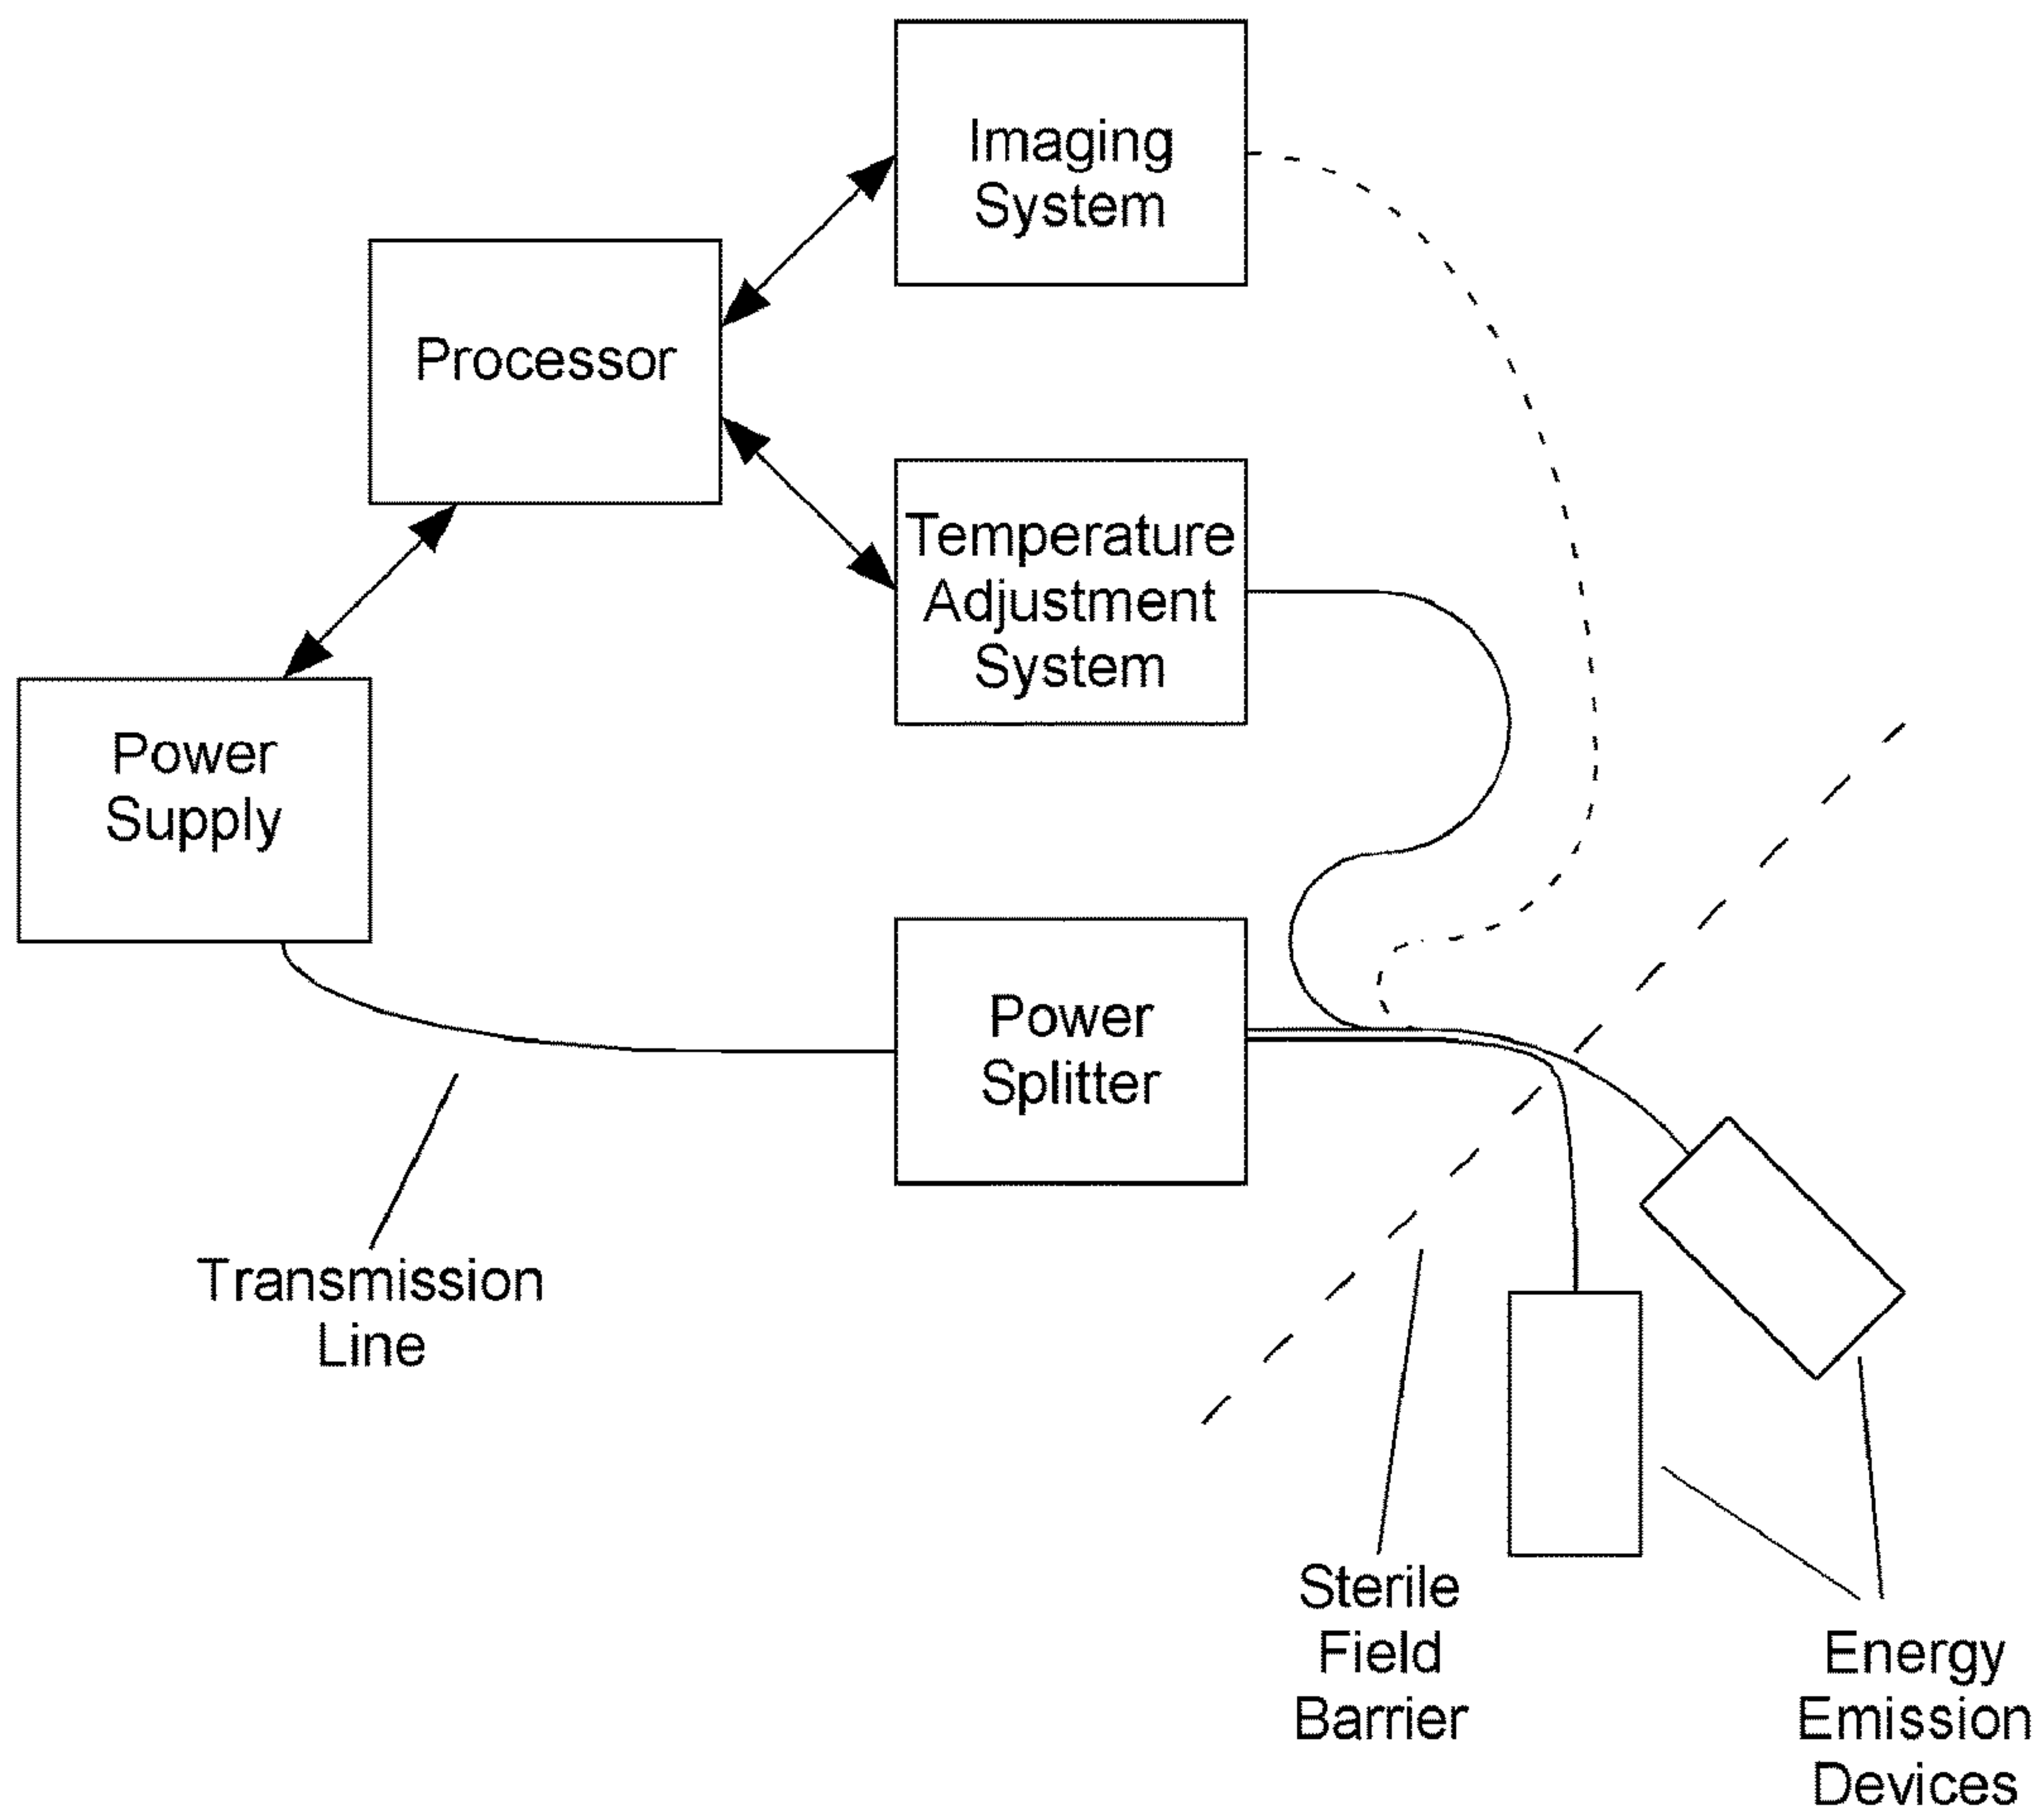 Imaging
System
Processor
Temperature
Adjustment
System
Power
Supply
Power
Splitter
Transmission
Line
Sterile
Field
Barrier
Energy
Emission
Devices